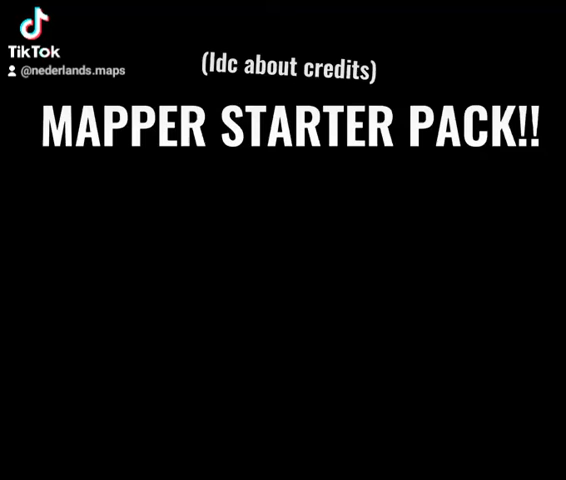 TikTok
@nederlands.maps
(Idc about credits)
MAPPER STARTER PACK!!